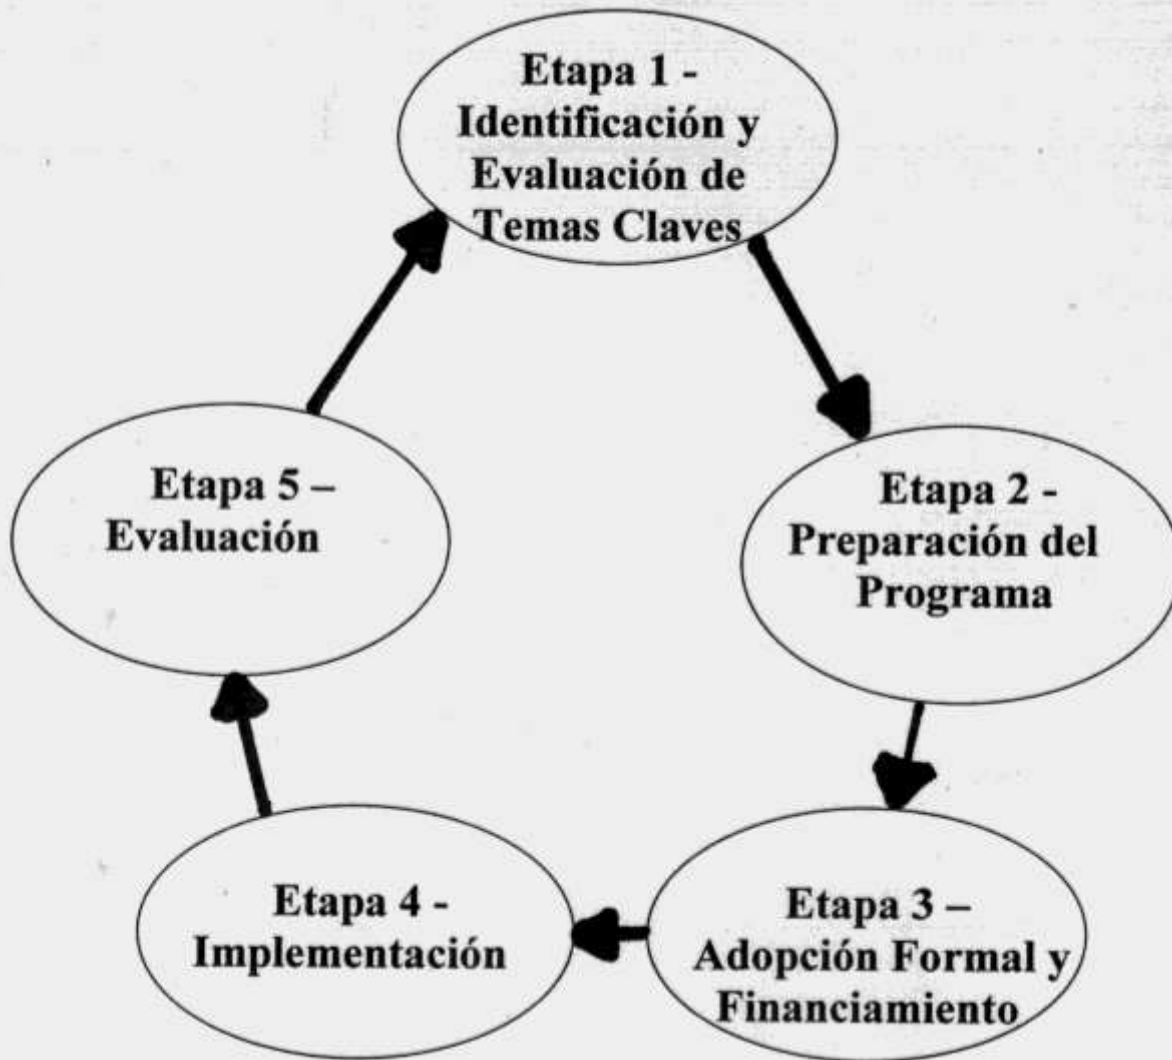 Etapa 1 -
Identificación y
Evaluación de
Temas Claves
Etapa 2 -
Preparación del
Programa
Etapa 3 –
Adopción Formal y
Financiamiento
Etapa 4 -
Implementación
Etapa 5 –
Evaluación